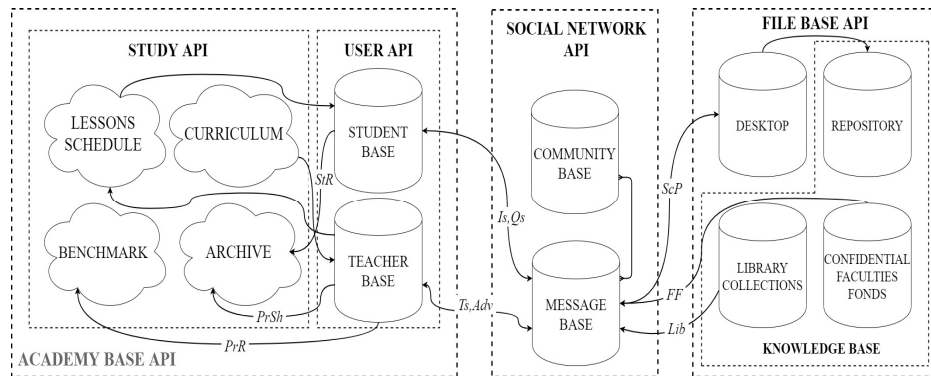 STUDY API
LESSONS
SCHEDULE
CURRICULUM
BENCHMARK
ARCHIVE
USER API
STUDENT
BASE
TEACHER
BASE
StR
PrSh
PrR
ACADEMY BASE API
SOCIAL NETWORK
API
COMMUNITY
BASE
MESSAGE
BASE
Is,Qs
Ts,Adv
FILE BASE API
DESKTOP
REPOSITORY
ScP
LIBRARY
COLLECTIONS
CONFIDENTIAL
FACULTIES
FONDS
FF
Lib
KNOWLEDGE BASE